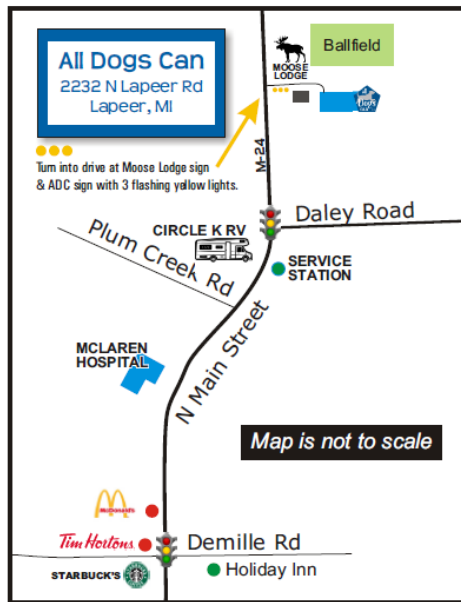 All Dogs Can
2232 N Lapeer Rd
Lapeer, MI
Turn into drive at Moose Lodge sign
& ADC sign with 3 flashing yellow lights.
MOOSE
LODGE
Ballfield
M-24
Daley Road
CIRCLE K RV
Plum Creek Rd
SERVICE
STATION
MCLAREN
HOSPITAL
N Main Street
Map is not to scale
McDonald's
Tim Hortons.
Demille Rd
STARBUCK'S
Holiday Inn